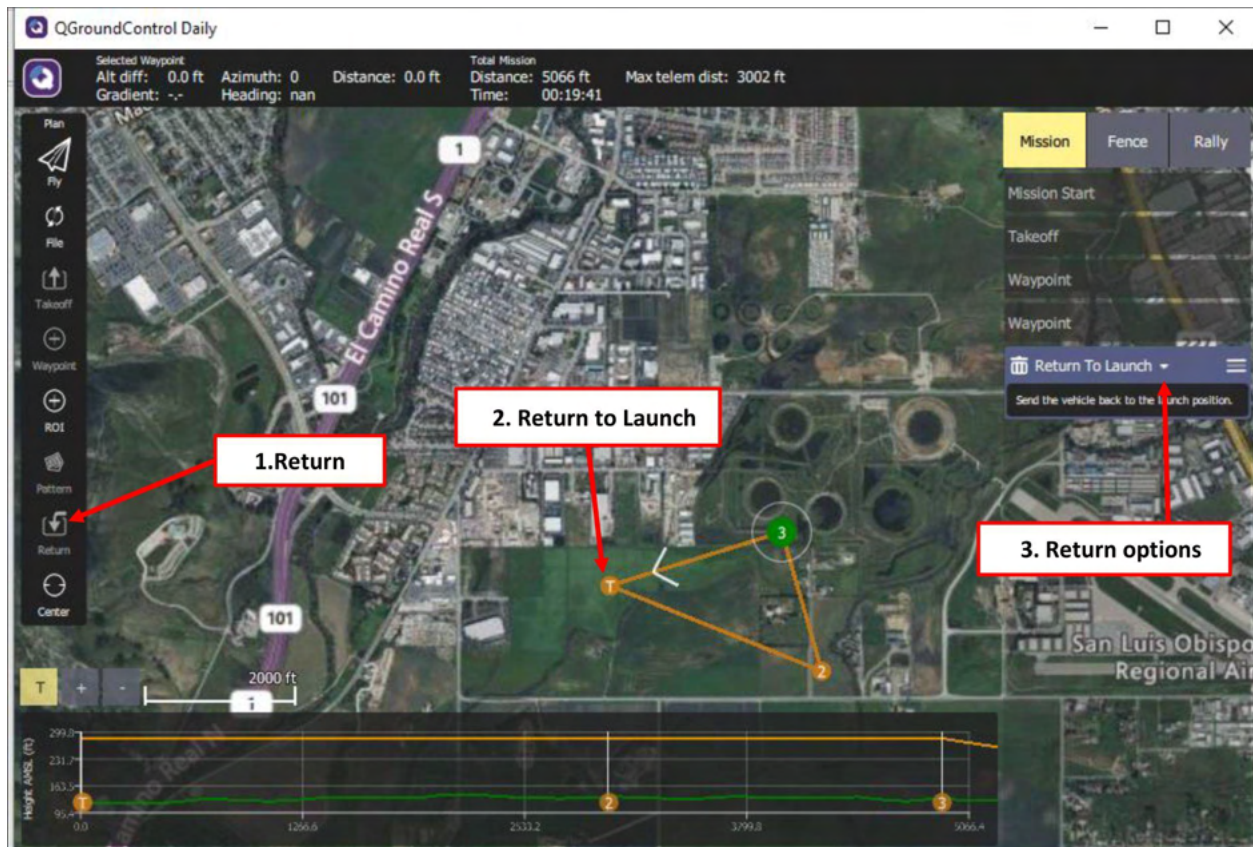 QGroundControl Daily
Selected Waypoint
Alt diff: 0.0 ft Azimuth: 0 Distance: 0.0 ft
Gradient: -.- Heading: nan
Total Mission
Distance: 5066 ft Max telem dist: 3002 ft
Time: 00:19:41
Plan
Fly
File
Takeoff
Waypoint
ROI
Pattern
Return
Center
Mission Fence Rally
Mission Start
Takeoff
Waypoint
Waypoint
Return To Launch
Send the vehicle back to the launch position.
1
El Camino Real S
101
2. Return to Launch
1.Return
3. Return options
3
T
2
101
San Luis Obispo
Regional Air
T + -
2000 ft
1
Height AMSL (ft)
299.8
231.7
163.5
95.4
T 2 3
0.0 1266.6 2533.2 3799.8 5066.4
Real N